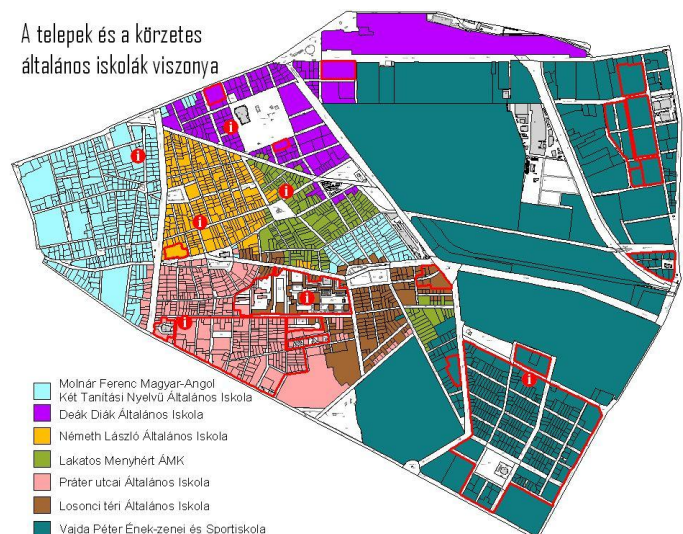 A telepek és a körzetes
általános iskolák viszonya
i
i
i
i
i
i
i
Molnár Ferenc Magyar-Angol
Két Tanítási Nyelvű Általános Iskola
Deák Diák Általános Iskola
Németh László Általános Iskola
Lakatos Menyhért ÁMK
Práter utcai Általános Iskola
Losonci téri Általános Iskola
Vajda Péter Ének-zenei és Sportiskola